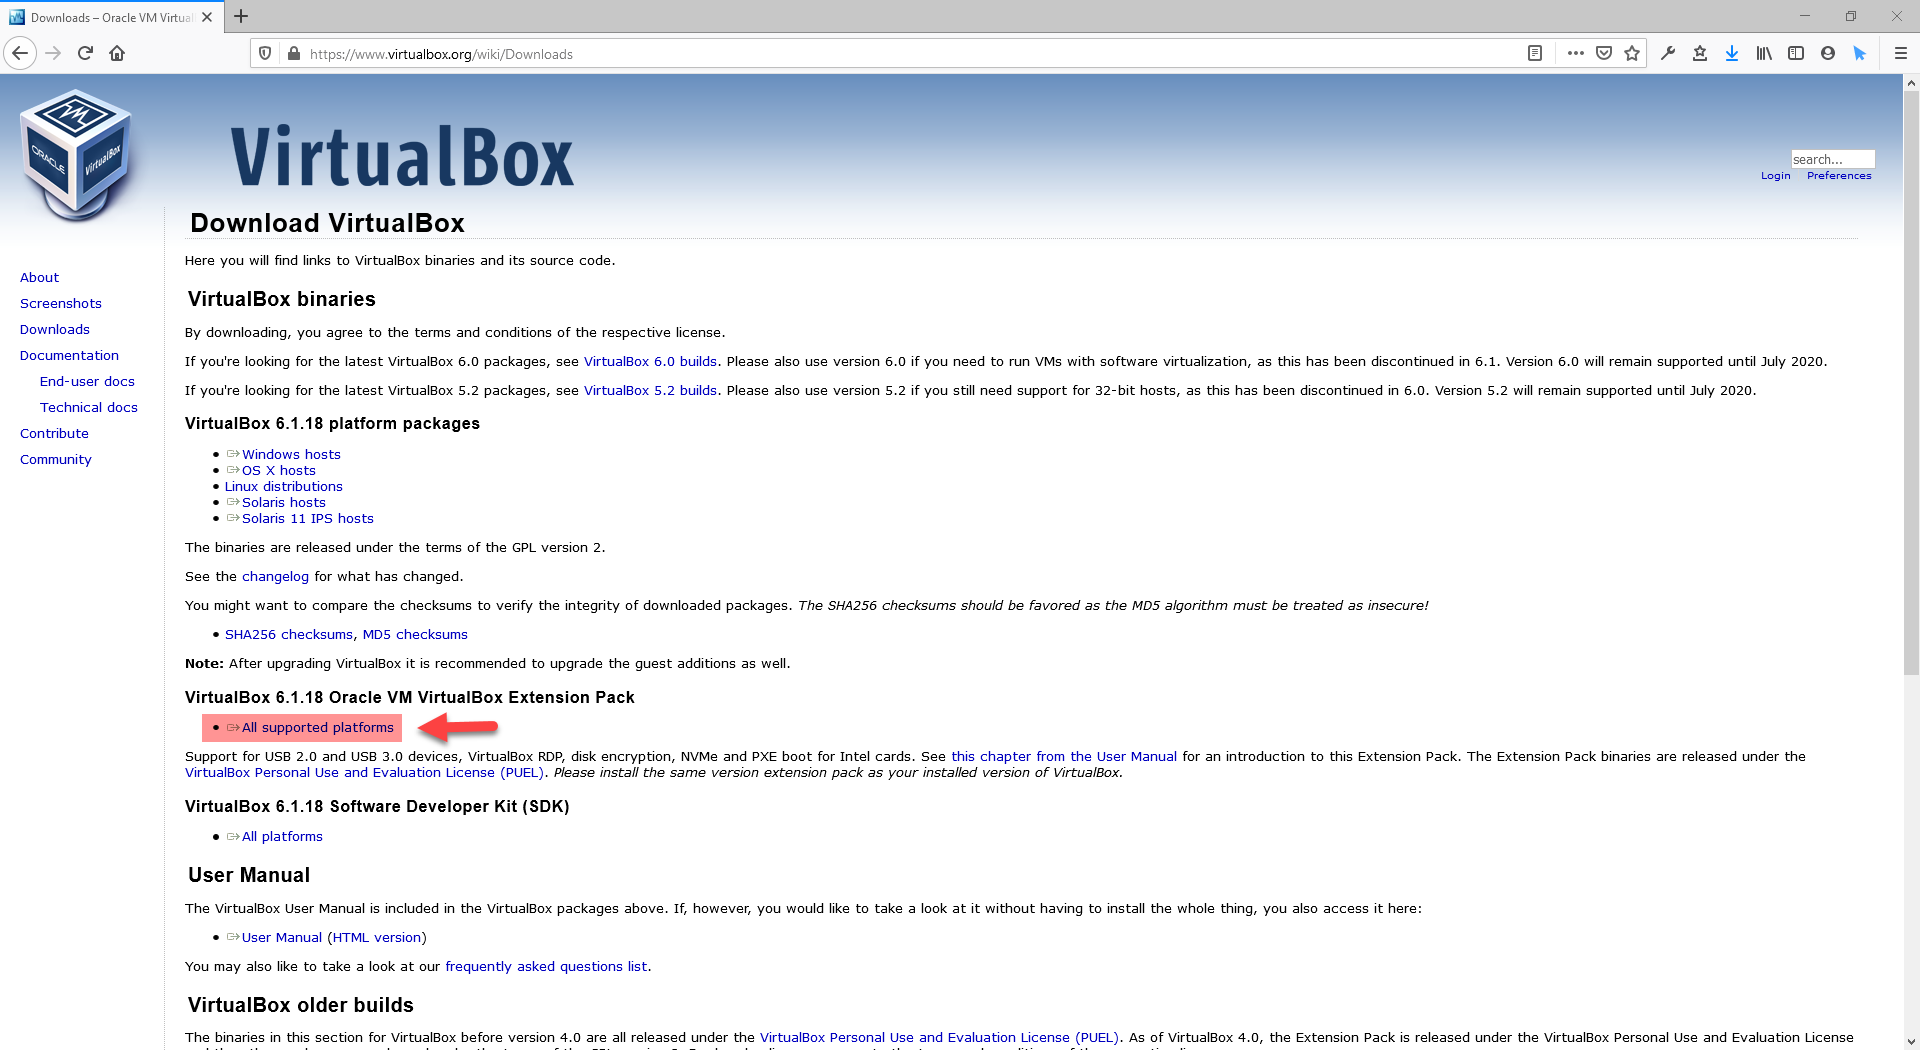 Downloads – Oracle VM Virtual
https://www.virtualbox.org/wiki/Downloads
ORACLE
VirtualBox
VirtualBox
search...
Login Preferences
Download VirtualBox
Here you will find links to VirtualBox binaries and its source code.
About
Screenshots
Downloads
Documentation
End-user docs
Technical docs
Contribute
Community
VirtualBox binaries
By downloading, you agree to the terms and conditions of the respective license.
If you're looking for the latest VirtualBox 6.0 packages, see VirtualBox 6.0 builds. Please also use version 6.0 if you need to run VMs with software virtualization, as this has been discontinued in 6.1. Version 6.0 will remain supported until July 2020.
If you're looking for the latest VirtualBox 5.2 packages, see VirtualBox 5.2 builds. Please also use version 5.2 if you still need support for 32-bit hosts, as this has been discontinued in 6.0. Version 5.2 will remain supported until July 2020.
VirtualBox 6.1.18 platform packages
Windows hosts
OS X hosts
Linux distributions
Solaris hosts
Solaris 11 IPS hosts
The binaries are released under the terms of the GPL version 2.
See the changelog for what has changed.
You might want to compare the checksums to verify the integrity of downloaded packages. The SHA256 checksums should be favored as the MD5 algorithm must be treated as insecure!
SHA256 checksums, MD5 checksums
Note: After upgrading VirtualBox it is recommended to upgrade the guest additions as well.
VirtualBox 6.1.18 Oracle VM VirtualBox Extension Pack
All supported platforms
Support for USB 2.0 and USB 3.0 devices, VirtualBox RDP, disk encryption, NVMe and PXE boot for Intel cards. See this chapter from the User Manual for an introduction to this Extension Pack. The Extension Pack binaries are released under the
VirtualBox Personal Use and Evaluation License (PUEL). Please install the same version extension pack as your installed version of VirtualBox.
VirtualBox 6.1.18 Software Developer Kit (SDK)
All platforms
User Manual
The VirtualBox User Manual is included in the VirtualBox packages above. If, however, you would like to take a look at it without having to install the whole thing, you also access it here:
User Manual (HTML version)
You may also like to take a look at our frequently asked questions list.
VirtualBox older builds
The binaries in this section for VirtualBox before version 4.0 are all released under the VirtualBox Personal Use and Evaluation License (PUEL). As of VirtualBox 4.0, the Extension Pack is released under the VirtualBox Personal Use and Evaluation License